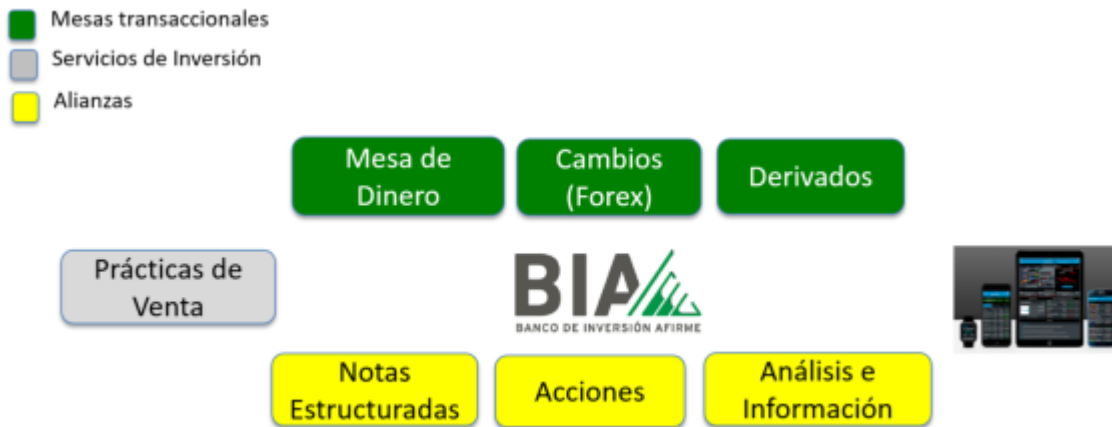 Mesas transaccionales
Servicios de Inversión
Alianzas
Mesa de
Dinero
Cambios
(Forex)
Derivados
Prácticas de
Venta
BIA
BANCO DE INVERSIÓN AFIRME
Notas
Estructuradas
Acciones
Análisis e
Información